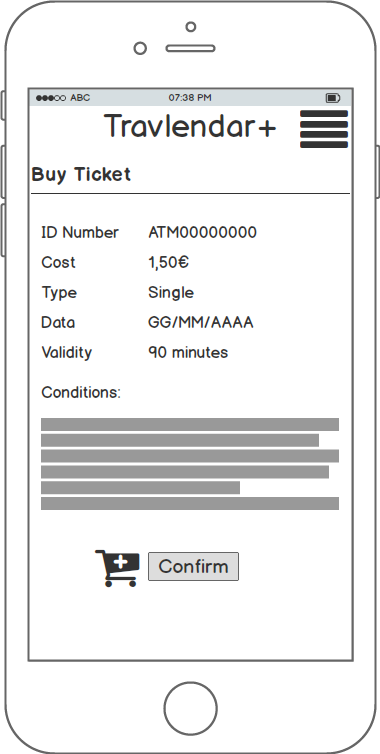 ABC 07:38 PM
Travlendar+
Buy Ticket
ID Number ATM00000000
Cost 1,50€
Type Single
Data GG/MM/AAAA
Validity 90 minutes
Conditions:
Confirm